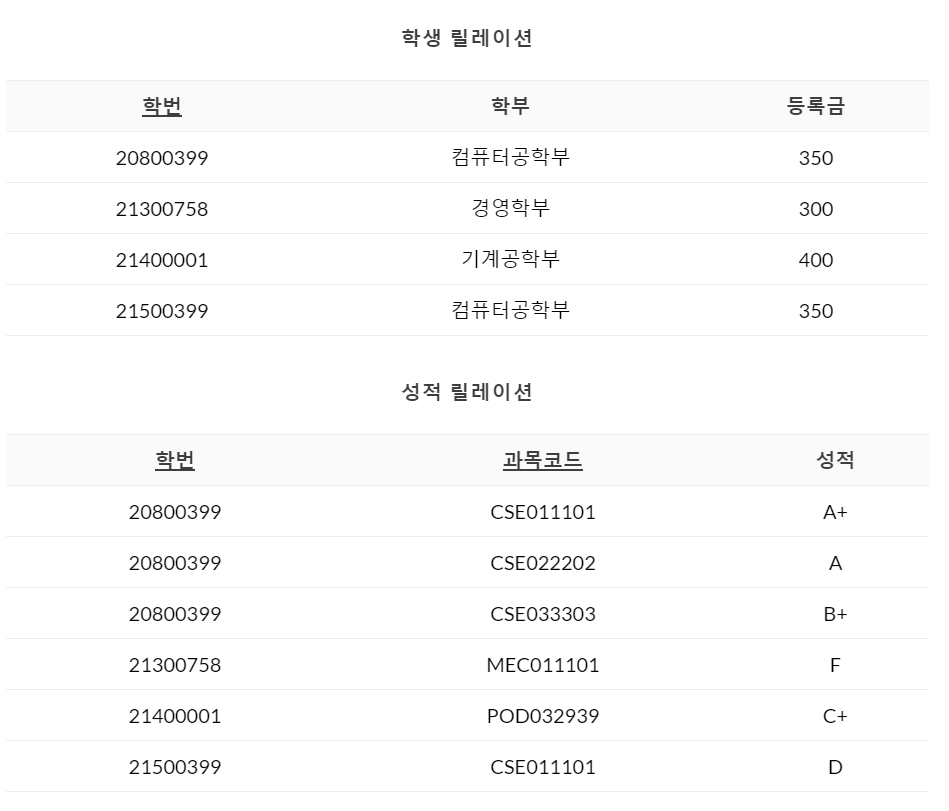 학생 릴레이션
학번 학부 등록금
20800399 컴퓨터공학부 350
21300758 경영학부 300
21400001 기계공학부 400
21500399 컴퓨터공학부 350
성적 릴레이션
학번 과목코드 성적
20800399 CSE011101 A+
20800399 CSE022202 A
20800399 CSE033303 B+
21300758 MEC011101 F
21400001 POD032939 C+
21500399 CSE011101 D